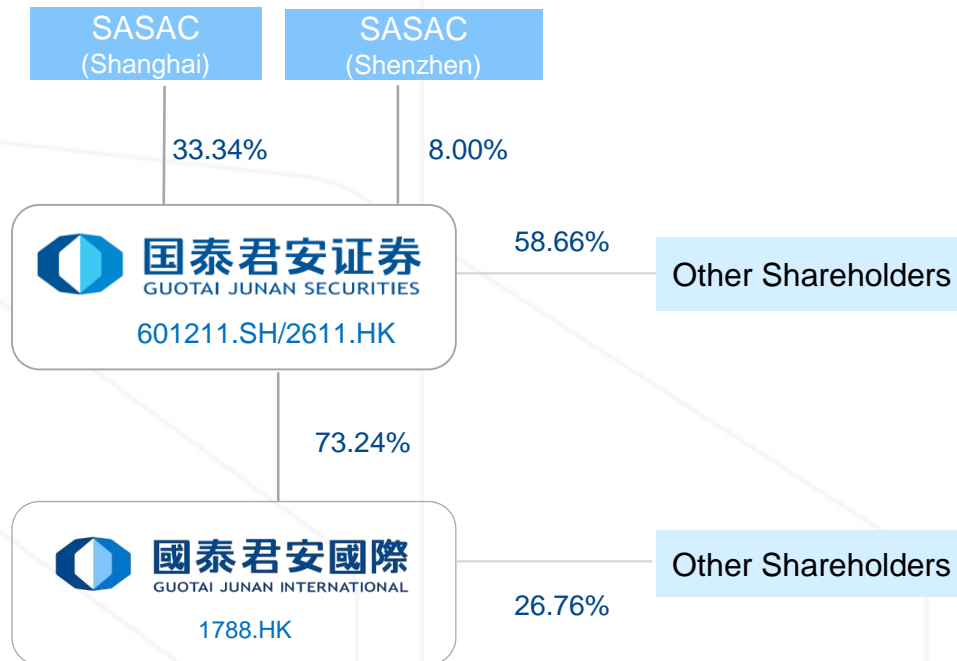 SASAC
(Shanghai)
SASAC
(Shenzhen)
33.34%
8.00%
国泰君安证券
GUOTAI JUNAN SECURITIES
601211.SH/2611.HK
58.66%
Other Shareholders
73.24%
國泰君安國際
GUOTAI JUNAN INTERNATIONAL
1788.HK
26.76%
Other Shareholders